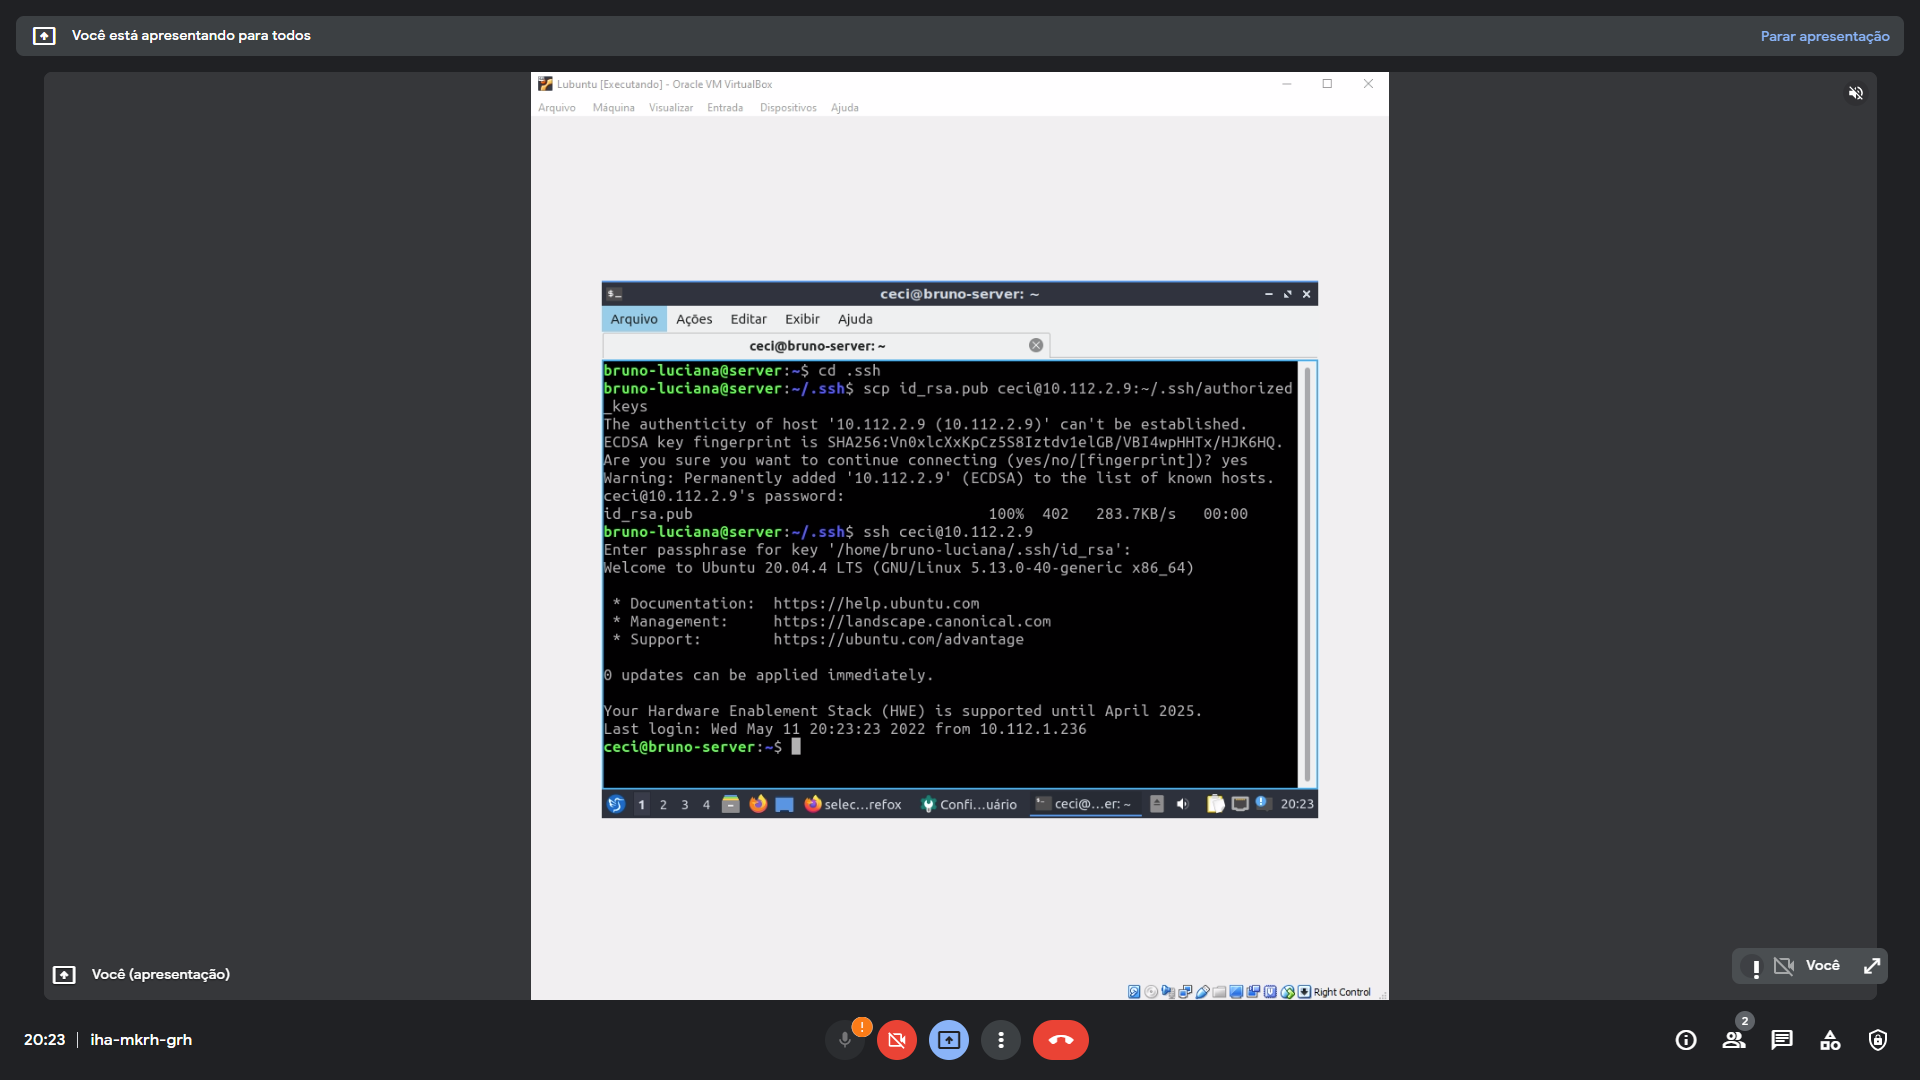 Você está apresentando para todos
Parar apresentação
Lubuntu [Executando] - Oracle VM VirtualBox
Arquivo Máquina Visualizar Entrada Dispositivos Ajuda
ceci@bruno-server: ~
Arquivo Ações Editar Exibir Ajuda
ceci@bruno-server: ~
bruno-luciana@server:~$ cd .ssh
bruno-luciana@server:~/.ssh$ scp id_rsa.pub ceci@10.112.2.9:~/.ssh/authorized
_keys
The authenticity of host '10.112.2.9 (10.112.2.9)' can't be established.
ECDSA key fingerprint is SHA256:Vn0xlcXxKpCz5S8Iztdv1elGB/VBI4wpHHTx/HJK6HQ.
Are you sure you want to continue connecting (yes/no/[fingerprint])? yes
Warning: Permanently added '10.112.2.9' (ECDSA) to the list of known hosts.
ceci@10.112.2.9's password:
id_rsa.pub 100% 402 283.7KB/s 00:00
bruno-luciana@server:~/.ssh$ ssh ceci@10.112.2.9
Enter passphrase for key '/home/bruno-luciana/.ssh/id_rsa':
Welcome to Ubuntu 20.04.4 LTS (GNU/Linux 5.13.0-40-generic x86_64)
* Documentation: https://help.ubuntu.com
* Management: https://landscape.canonical.com
* Support: https://ubuntu.com/advantage
0 updates can be applied immediately.
Your Hardware Enablement Stack (HWE) is supported until April 2025.
Last login: Wed May 11 20:23:23 2022 from 10.112.1.236
ceci@bruno-server:~$
1 2 3 4 selec...refox Confi...uário ceci@...er: ~ 20:23
Você (apresentação)
Você
Right Control
20:23 | iha-mkrh-grh
2